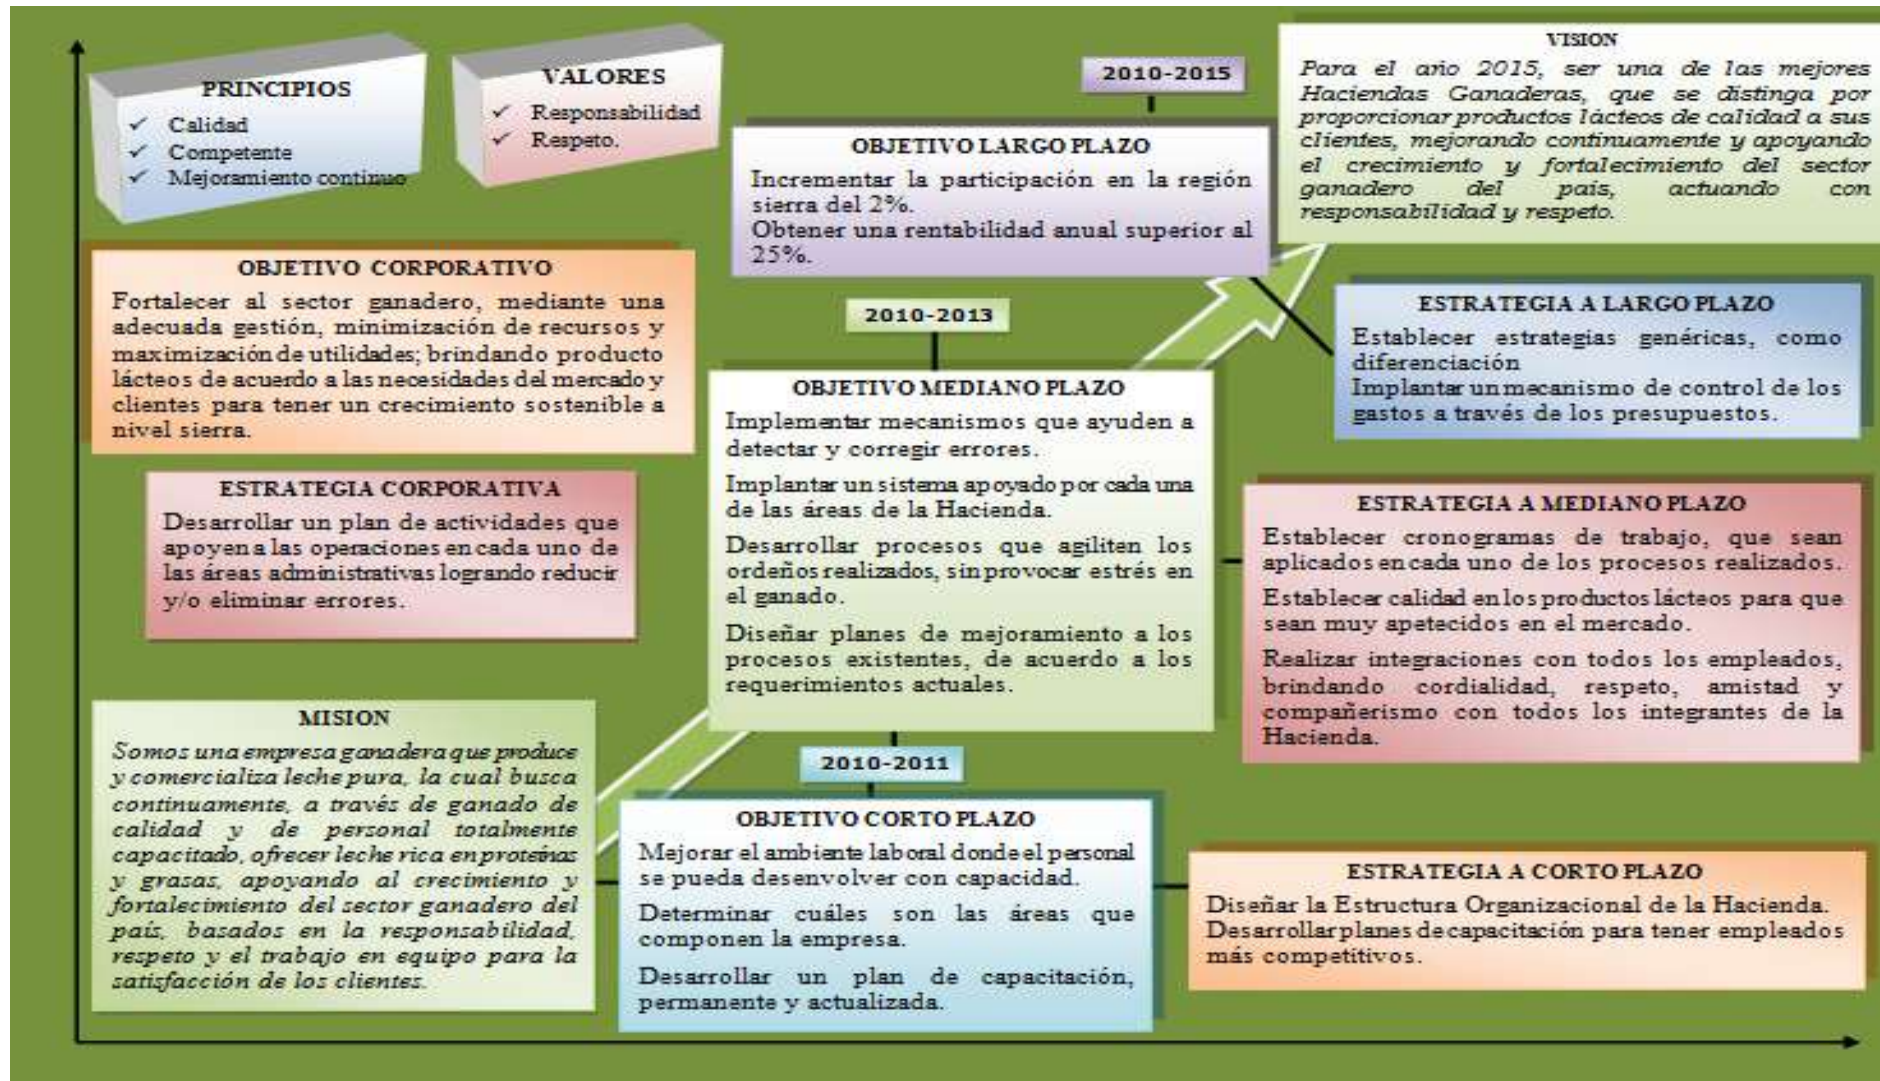 PRINCIPIOS
✓ Calidad
✓ Competente
✓ Mejoramiento continuo
VALORES
✓ Responsabilidad
✓ Respeto.
2010-2015
OBJETIVO LARGO PLAZO
Incrementar la participación en la región
sierra del 2%.
Obtener una rentabilidad anual superior al
25%.
VISION
Para el año 2015, ser una de las mejores
Haciendas Ganaderas, que se distinga por
proporcionar productos lácteos de calidad a sus
clientes, mejorando continuamente y apoyando
el crecimiento y fortalecimiento del sector
ganadero del país, actuando con
responsabilidad y respeto.
OBJETIVO CORPORATIVO
Fortalecer al sector ganadero, mediante una
adecuada gestión, minimización de recursos y
maximización de utilidades; brindando producto
lácteos de acuerdo a las necesidades del mercado y
clientes para tener un crecimiento sostenible a
nivel sierra.
2010-2013
OBJETIVO MEDIANO PLAZO
Implementar mecanismos que ayuden a
detectar y corregir errores.
Implantar un sistema apoyado por cada una
de las áreas de la Hacienda.
Desarrollar procesos que agiliten los
ordeños realizados, sin provocar estrés en
el ganado.
Diseñar planes de mejoramiento a los
procesos existentes, de acuerdo a los
requerimientos actuales.
ESTRATEGIA A LARGO PLAZO
Establecer estrategias genéricas, como
diferenciación
Implantar un mecanismo de control de los
gastos a través de los presupuestos.
ESTRATEGIA CORPORATIVA
Desarrollar un plan de actividades que
apoyen a las operaciones en cada uno de
las áreas administrativas logrando reducir
y/o eliminar errores.
ESTRATEGIA A MEDIANO PLAZO
Establecer cronogramas de trabajo, que sean
aplicados en cada uno de los procesos realizados.
Establecer calidad en los productos lácteos para que
sean muy apetecidos en el mercado.
Realizar integraciones con todos los empleados,
brindando cordialidad, respeto, amistad y
compañerismo con todos los integrantes de la
Hacienda.
MISION
Somos una empresa ganadera que produce
y comercializa leche pura, la cual busca
continuamente, a través de ganado de
calidad y de personal totalmente
capacitado, ofrecer leche rica en proteínas
y grasas, apoyando al crecimiento y
fortalecimiento del sector ganadero del
país, basados en la responsabilidad,
respeto y el trabajo en equipo para la
satisfacción de los clientes.
2010-2011
OBJETIVO CORTO PLAZO
Mejorar el ambiente laboral donde el personal
se pueda desenvolver con capacidad.
Determinar cuáles son las áreas que
componen la empresa.
Desarrollar un plan de capacitación,
permanente y actualizada.
ESTRATEGIA A CORTO PLAZO
Diseñar la Estructura Organizacional de la Hacienda.
Desarrollar planes de capacitación para tener empleados
más competitivos.